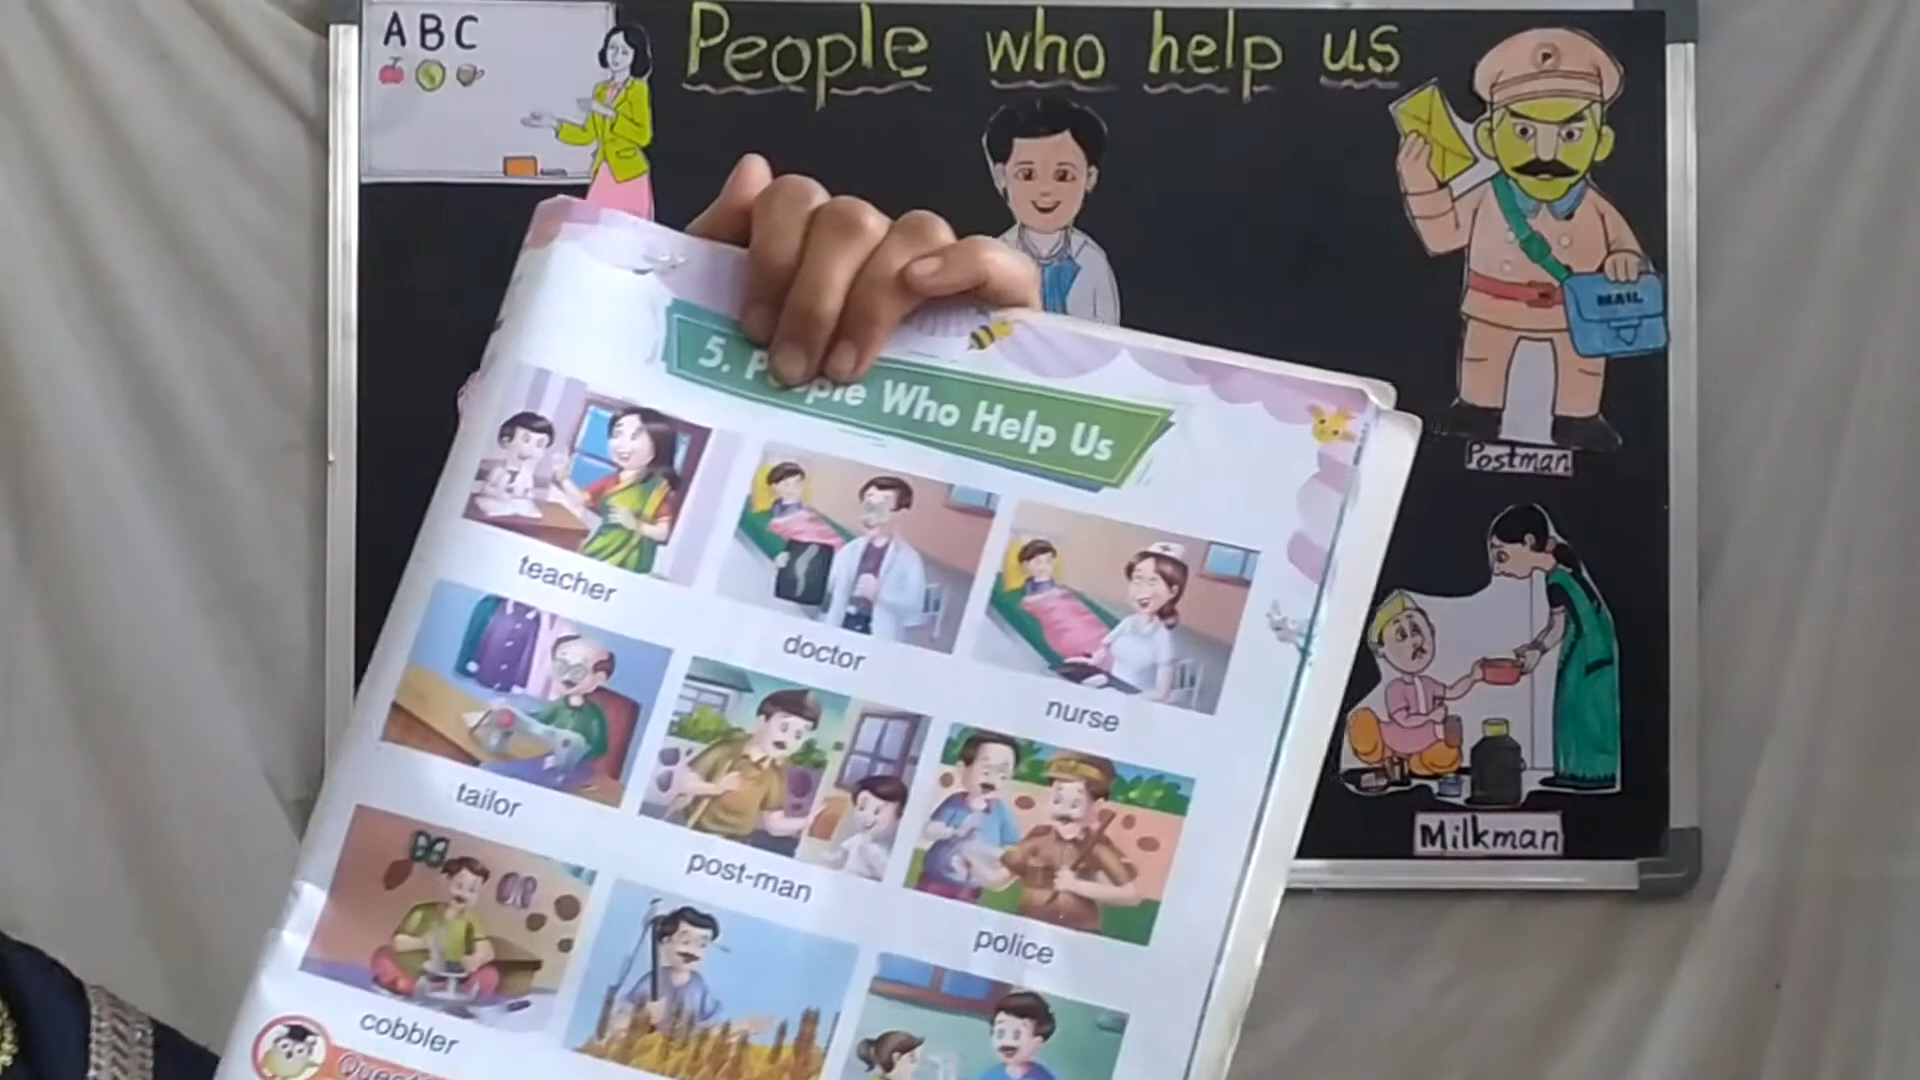 A B C
People who help us
MAIL
Postman
Milkman
5. People Who Help Us
teacher
doctor
nurse
tailor
post-man
police
cobbler